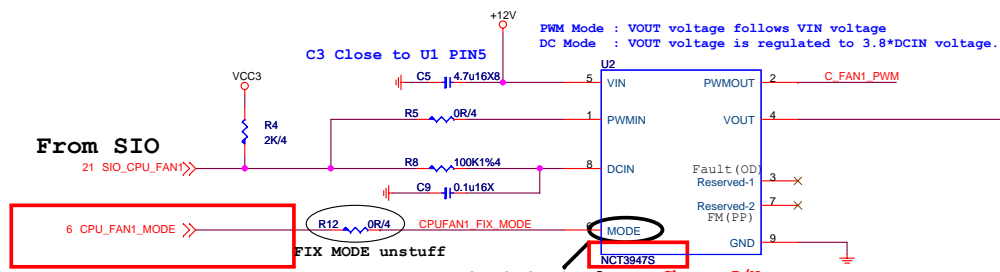 +12V
PWM Mode : VOUT voltage follows VIN voltage
DC Mode : VOUT voltage is regulated to 3.8*DCIN voltage.
C3 Close to U1 PIN5
U2
VCC3
C5 4.7u16X8
5 VIN
PWMOUT 2 C_FAN1_PWM
R5 0R/4
1 PWMIN
VOUT 4
R4
2K/4
From SIO
21 SIO_CPU_FAN1
R8 100K1%4
8 DCIN
Fault(OD)
Reserved-1 3
C9 0.1u16X
Reserved-2 7
FM(PP)
6 CPU_FAN1_MODE
R12 0R/4
CPUFAN1_FIX_MODE
MODE
GND 9
FIX MODE unstuff
NCT3947S